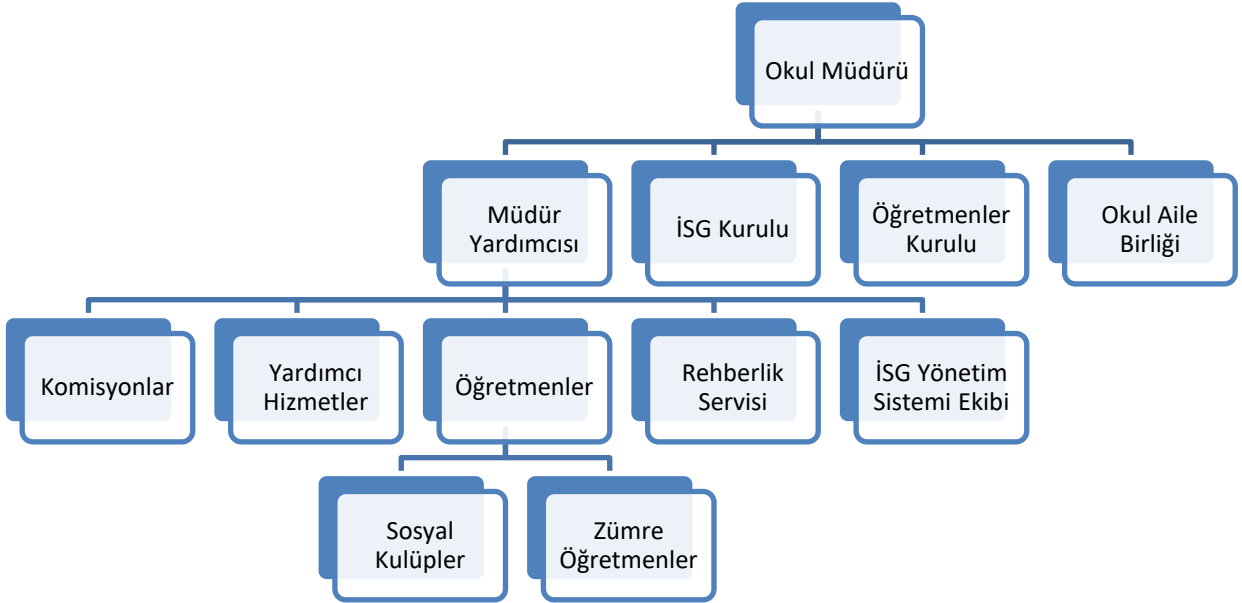 Okul Müdürü
Müdür
Yardımcısı
İSG Kurulu
Öğretmenler
Kurulu
Okul Aile
Birliği
Komisyonlar
Yardımcı
Hizmetler
Öğretmenler
Rehberlik
Servisi
İSG Yönetim
Sistemi Ekibi
Sosyal
Kulüpler
Zümre
Öğretmenler